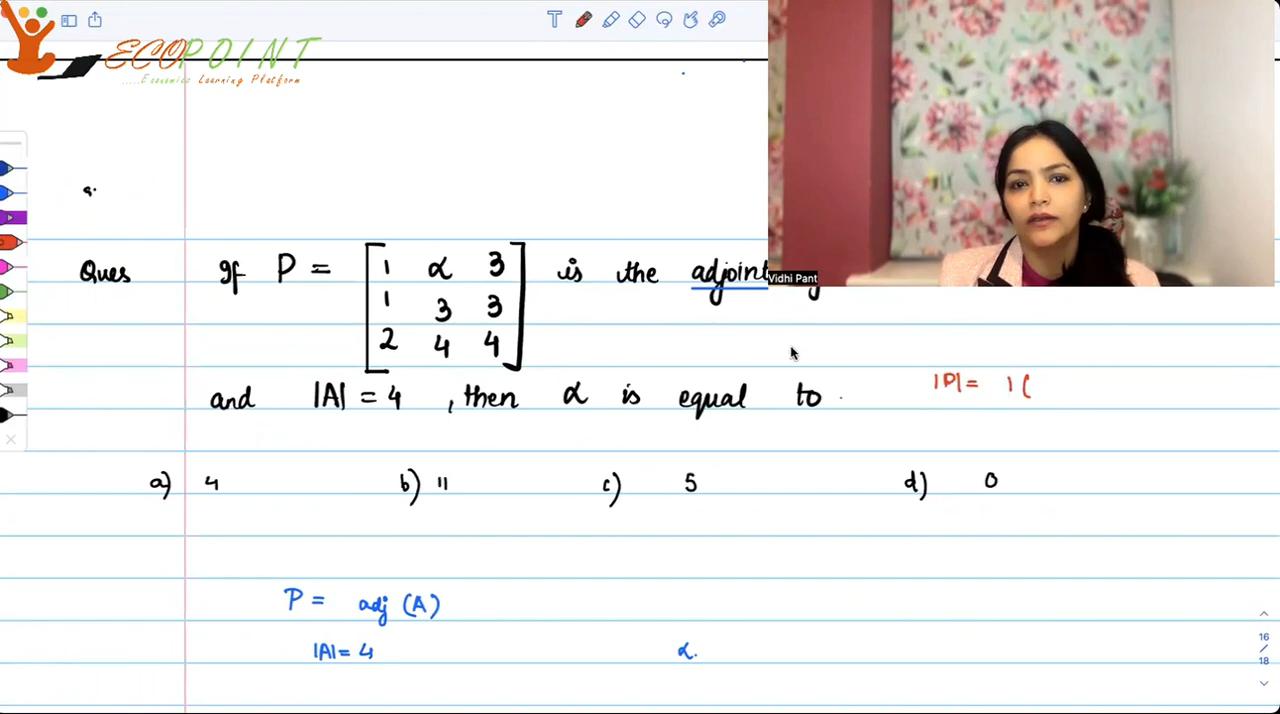 ECOPOINT
.....Economics Learning Platform
Vidhi Pant
Ques If P = [ 1 α 3
1 3 3
2 4 4 ] is the adjoint
and |A| = 4 , then α is equal to
|P| = 1 (
a) 4 b) 11 c) 5 d) 0
P = adj (A)
|A| = 4 α.
16
/
18